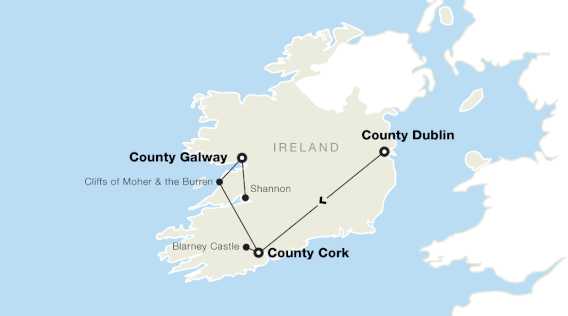 County Dublin
IRELAND
County Galway
Cliffs of Moher & the Burren
Shannon
Blarney Castle
County Cork